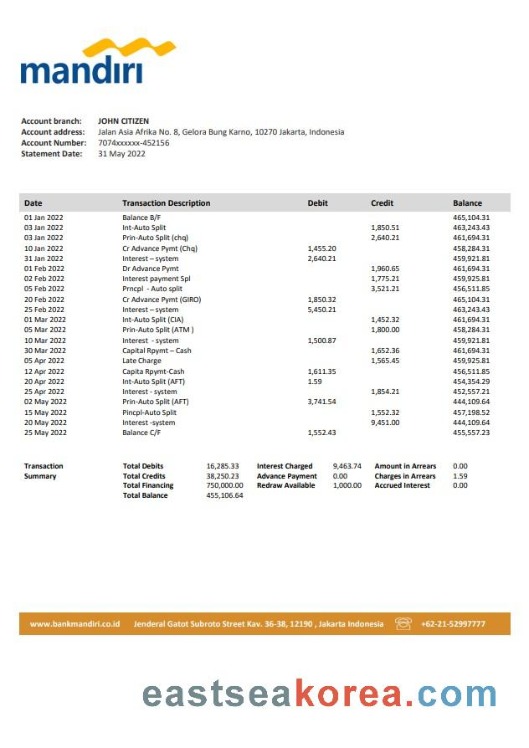 mandırı
Account branch: JOHN CITIZEN
Account address: Jalan Asia Afrika No. 8, Gelora Bung Karno, 10270 Jakarta, Indonesia
Account Number: 7074xxxxxx-452156
Statement Date: 31 May 2022
Date Transaction Description Debit Credit Balance
01 Jan 2022 Balance B/F 465,104.31
03 Jan 2022 Int-Auto Split 1,850.51 463,243.43
03 Jan 2022 Prin-Auto Split (chq) 2,640.21 461,694.31
10 Jan 2022 Cr Advance Pymt (Chq) 1,455.20 458,284.31
31 Jan 2022 Interest – system 2,640.21 459,921.81
01 Feb 2022 Dr Advance Pymt 1,960.65 461,694.31
02 Feb 2022 Interest payment Spl 1,775.21 459,921.81
05 Feb 2022 Prncpl - Auto split 3,521.21 456,511.85
20 Feb 2022 Cr Advance Pymt (GIRO) 1,850.32 465,104.31
25 Feb 2022 Interest – system 5,450.21 463,243.43
01 Mar 2022 Int-Auto Split (CIA) 1,452.32 461,694.31
05 Mar 2022 Prin-Auto Split (ATM ) 1,800.00 458,284.31
10 Mar 2022 Interest - system 1,500.87 459,921.81
30 Mar 2022 Capital Rpymt – Cash 1,652.36 461,694.31
05 Apr 2022 Late Charge 1,565.45 459,921.81
12 Apr 2022 Capita Rpymt-Cash 1,611.35 456,511.85
20 Apr 2022 Int-Auto Split (AFT) 1.59 454,354.29
25 Apr 2022 Interest - system 1,854.21 452,557.21
02 May 2022 Prin-Auto Split (AFT) 3,741.54 444,109.64
15 May 2022 Pincpl-Auto Split 1,552.32 457,198.52
20 May 2022 Interest -system 9,451.00 444,109.64
25 May 2022 Balance C/F 1,552.43 455,557.23
Transaction Total Debits 16,285.33 Interest Charged 9,463.74 Amount in Arrears 0.00
Summary Total Credits 38,250.23 Advance Payment 0.00 Charges in Arrears 1.59
Total Financing 750,000.00 Redraw Available 1,000.00 Accrued Interest 0.00
Total Balance 455,106.64
www.bankmandiri.co.id Jenderal Gatot Subroto Street Kav. 36-38, 12190 , Jakarta Indonesia +62-21-52997777
eastseakorea.com